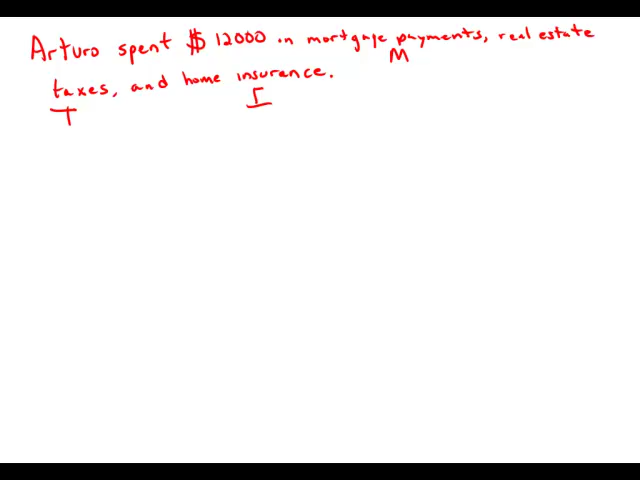 Arturo spent $ 12000 in mortgage payments, real estate
M
taxes, and home insurance.
T I